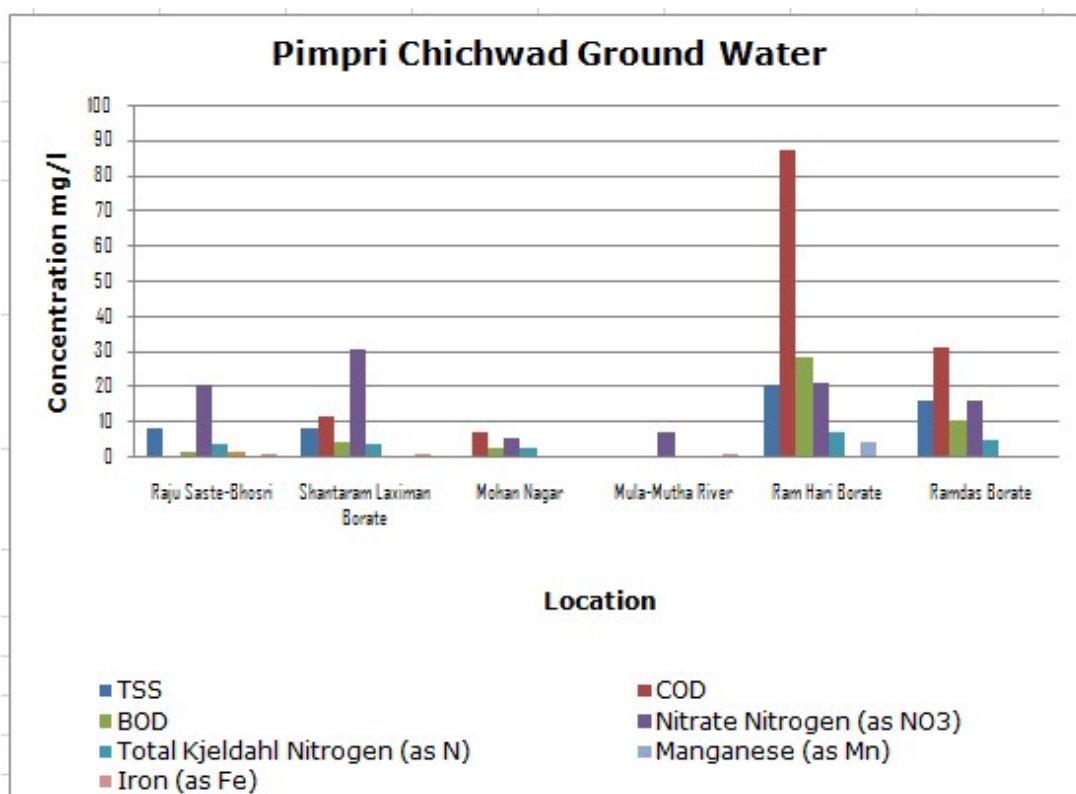 Pimpri Chichwad Ground Water
Concentration mg/l
100
90
80
70
60
50
40
30
20
10
0
Raju Saste-Bhosri
Shantaram Laximan
Borate
Mohan Nagar
Mula-Mutha River
Ram Hari Borate
Ramdas Borate
Location
TSS
COD
BOD
Nitrate Nitrogen (as NO3)
Total Kjeldahl Nitrogen (as N)
Manganese (as Mn)
Iron (as Fe)